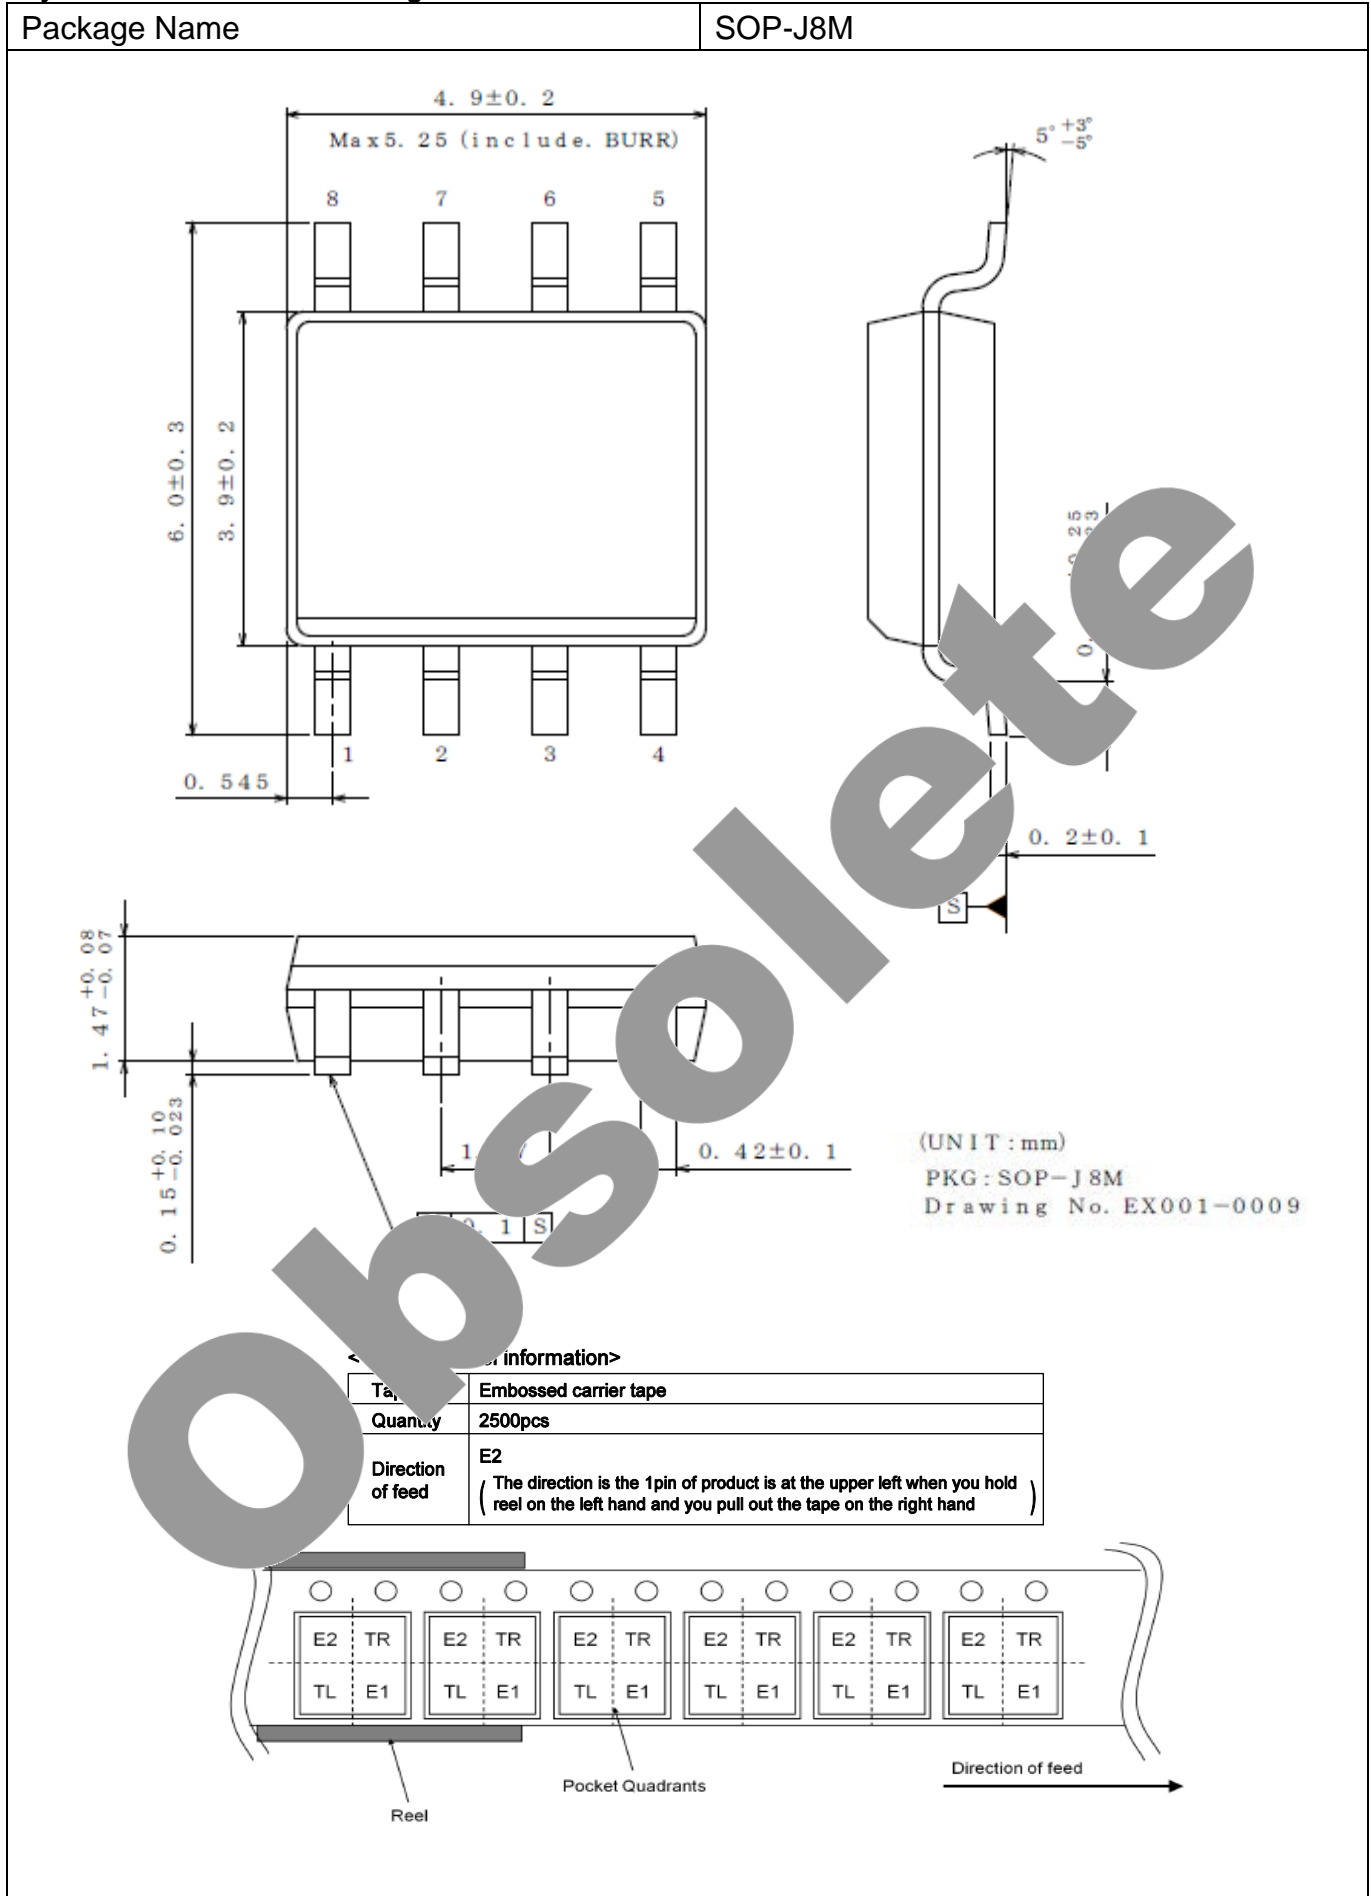 Package Name SOP-J8M
4. 9±0. 2
Max5. 25 (include. BURR)
5° +3° −5°
8 7 6 5
6. 0±0. 3
3. 9±0. 2
1 2 3 4
0. 545
0. 2±0. 1
S
1. 47 +0. 08 −0. 07
0. 15 +0. 10 −0. 023
0. 42±0. 1
0. 1 S
(UNIT:mm)
PKG:SOP−J8M
Drawing No. EX001−0009
Obsolete
information>
Embossed carrier tape
Quantity 2500pcs
Direction of feed
E2
( The direction is the 1pin of product is at the upper left when you hold
reel on the left hand and you pull out the tape on the right hand )
E2 TR E2 TR E2 TR E2 TR E2 TR E2 TR
TL E1 TL E1 TL E1 TL E1 TL E1 TL E1
Direction of feed
Pocket Quadrants
Reel